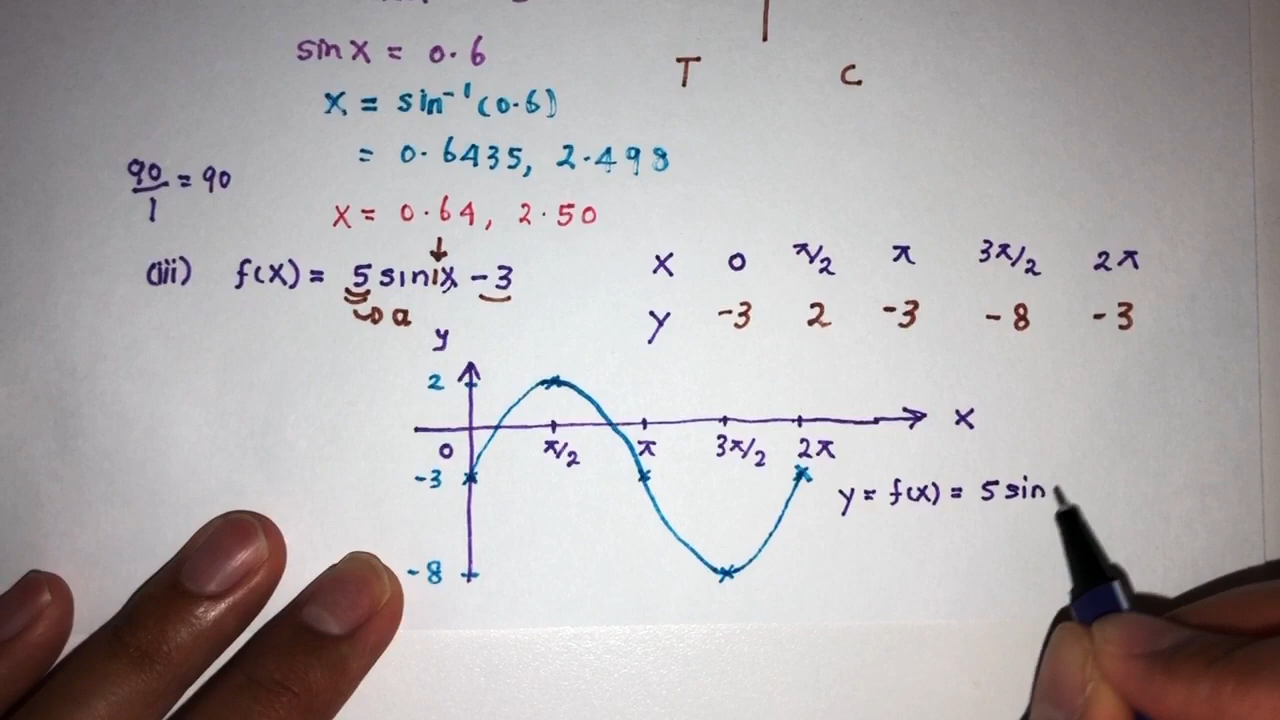 T C
sin x = 0.6
x = sin⁻¹(0.6)
= 0.6435, 2.498
90/1 = 90
x = 0.64, 2.50
(iii) f(x) = 5 sin 1x - 3
a
x 0 π/2 π 3π/2 2π
y -3 2 -3 -8 -3
y
2
x
0 π/2 π 3π/2 2π
-3
y = f(x) = 5 sin
-8